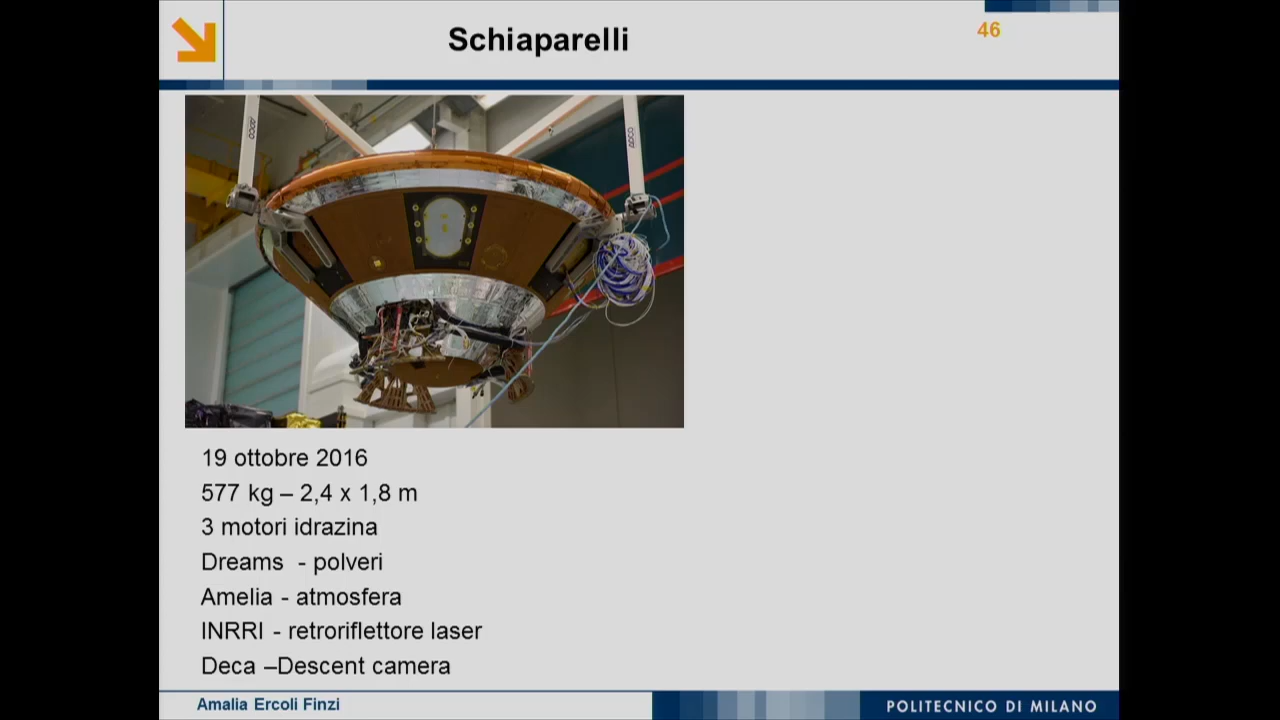 Schiaparelli
46
19 ottobre 2016
577 kg – 2,4 x 1,8 m
3 motori idrazina
Dreams - polveri
Amelia - atmosfera
INRRI - retroriflettore laser
Deca –Descent camera
Amalia Ercoli Finzi
POLITECNICO DI MILANO